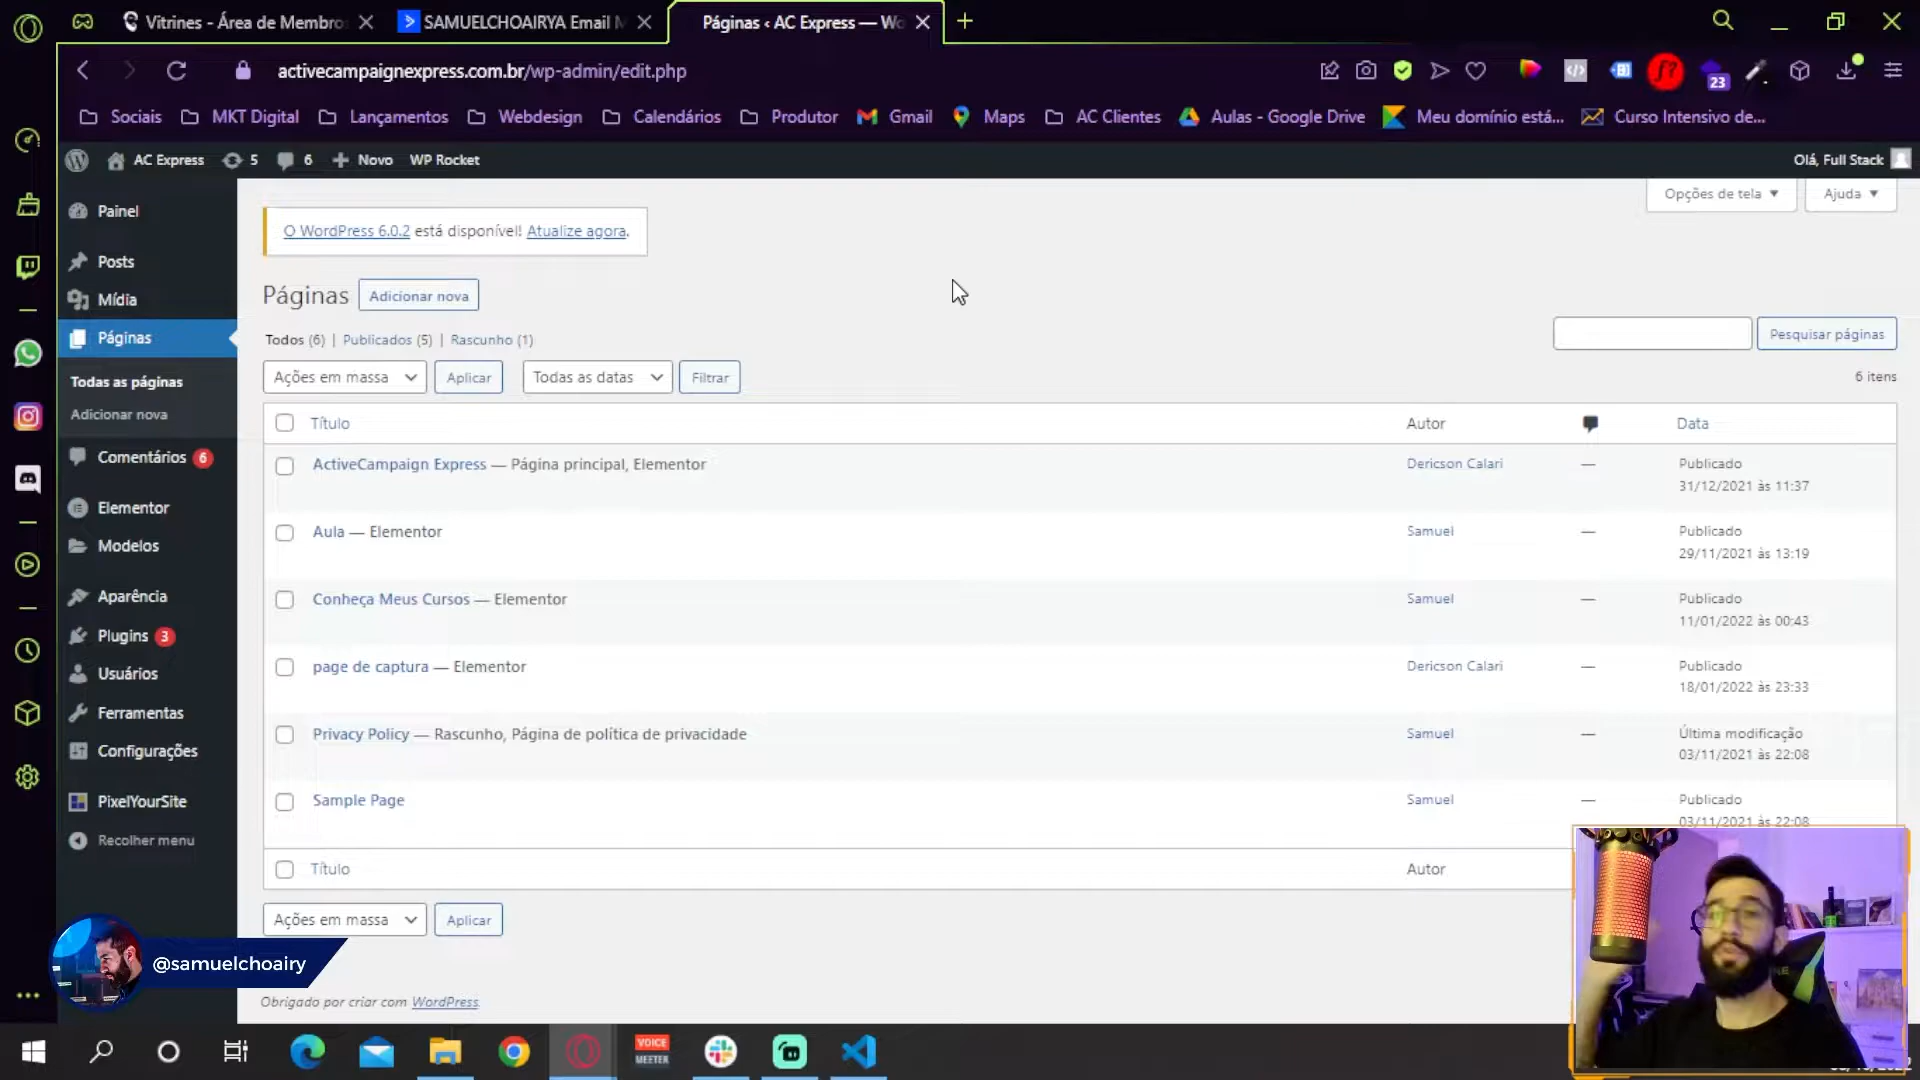 Vitrines - Área de Membro
SAMUELCHOAIRYA Email M
Páginas ‹ AC Express — Wo
activecampaignexpress.com.br/wp-admin/edit.php
23
Sociais
MKT Digital
Lançamentos
Webdesign
Calendários
Produtor
Gmail
Maps
AC Clientes
Aulas - Google Drive
Meu domínio está...
Curso Intensivo de...
AC Express
5
6
Novo
WP Rocket
Olá, Full Stack
Opções de tela
Ajuda
Painel
Posts
Mídia
Páginas
Todas as páginas
Adicionar nova
Comentários 6
Elementor
Modelos
Aparência
Plugins 3
Usuários
Ferramentas
Configurações
PixelYourSite
Recolher menu
O WordPress 6.0.2 está disponível! Atualize agora.
Páginas
Adicionar nova
Todos (6) | Publicados (5) | Rascunho (1)
Pesquisar páginas
Ações em massa
Aplicar
Todas as datas
Filtrar
6 itens
Título
Autor
Data
ActiveCampaign Express — Página principal, Elementor
Dericson Calari
—
Publicado
31/12/2021 às 11:37
Aula — Elementor
Samuel
—
Publicado
29/11/2021 às 13:19
Conheça Meus Cursos — Elementor
Samuel
—
Publicado
11/01/2022 às 00:43
page de captura — Elementor
Dericson Calari
—
Publicado
18/01/2022 às 23:33
Privacy Policy — Rascunho, Página de política de privacidade
Samuel
—
Última modificação
03/11/2021 às 22:08
Sample Page
Samuel
—
Publicado
03/11/2021 às 22:08
Título
Autor
Ações em massa
Aplicar
@samuelchoairy
Obrigado por criar com WordPress.
VOICE
MEETER